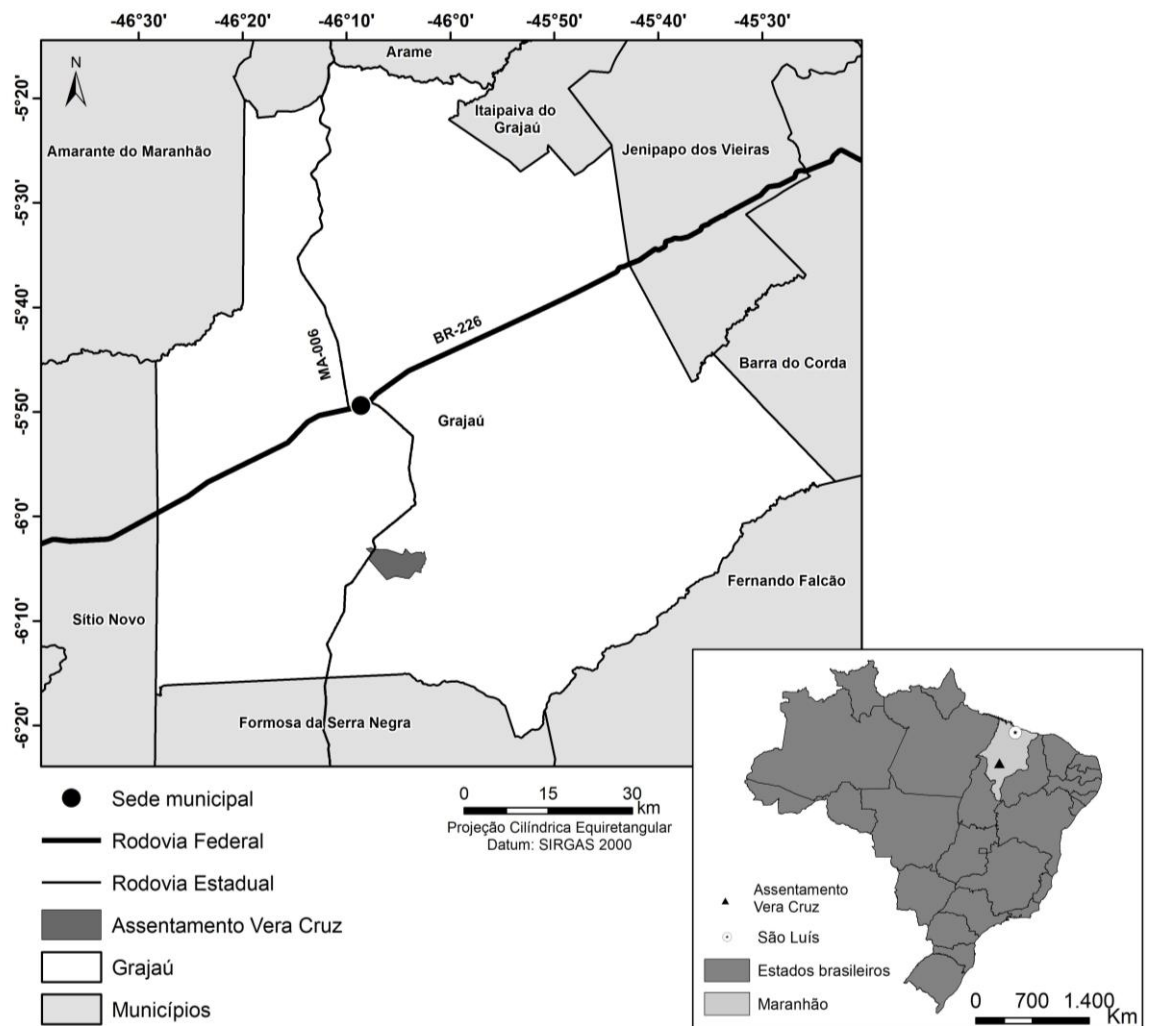 -46°30' -46°20' -46°10' -46°0' -45°50' -45°40' -45°30'
N
-5°20'
-5°30'
-5°40'
-5°50'
-6°0'
-6°10'
-6°20'
Arame
Itaipaiva do
Grajaú
Amarante do Maranhão
Jenipapo dos Vieiras
MA-006
BR-226
Barra do Corda
Grajaú
Fernando Falcão
Sítio Novo
Formosa da Serra Negra
Sede municipal
Rodovia Federal
Rodovia Estadual
Assentamento Vera Cruz
Grajaú
Municípios
0 15 30
km
Projeção Cilíndrica Equiretangular
Datum: SIRGAS 2000
Assentamento
Vera Cruz
São Luís
Estados brasileiros
Maranhão
0 700 1.400
Km